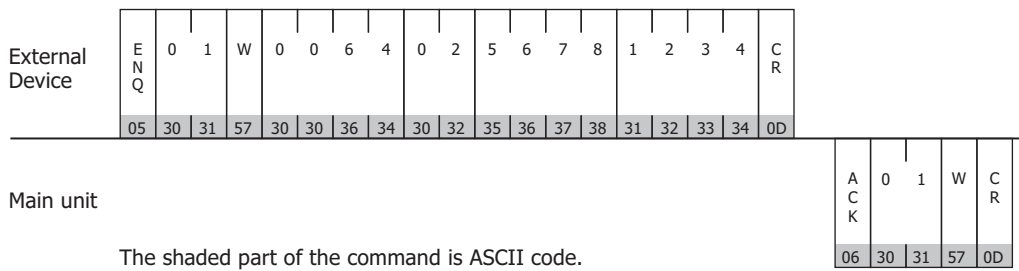 External Device
E N Q 0 1 W 0 0 6 4 0 2 5 6 7 8 1 2 3 4 C R
05 30 31 57 30 30 36 34 30 32 35 36 37 38 31 32 33 34 0D
Main unit
A C K 0 1 W C R
06 30 31 57 0D
The shaded part of the command is ASCII code.